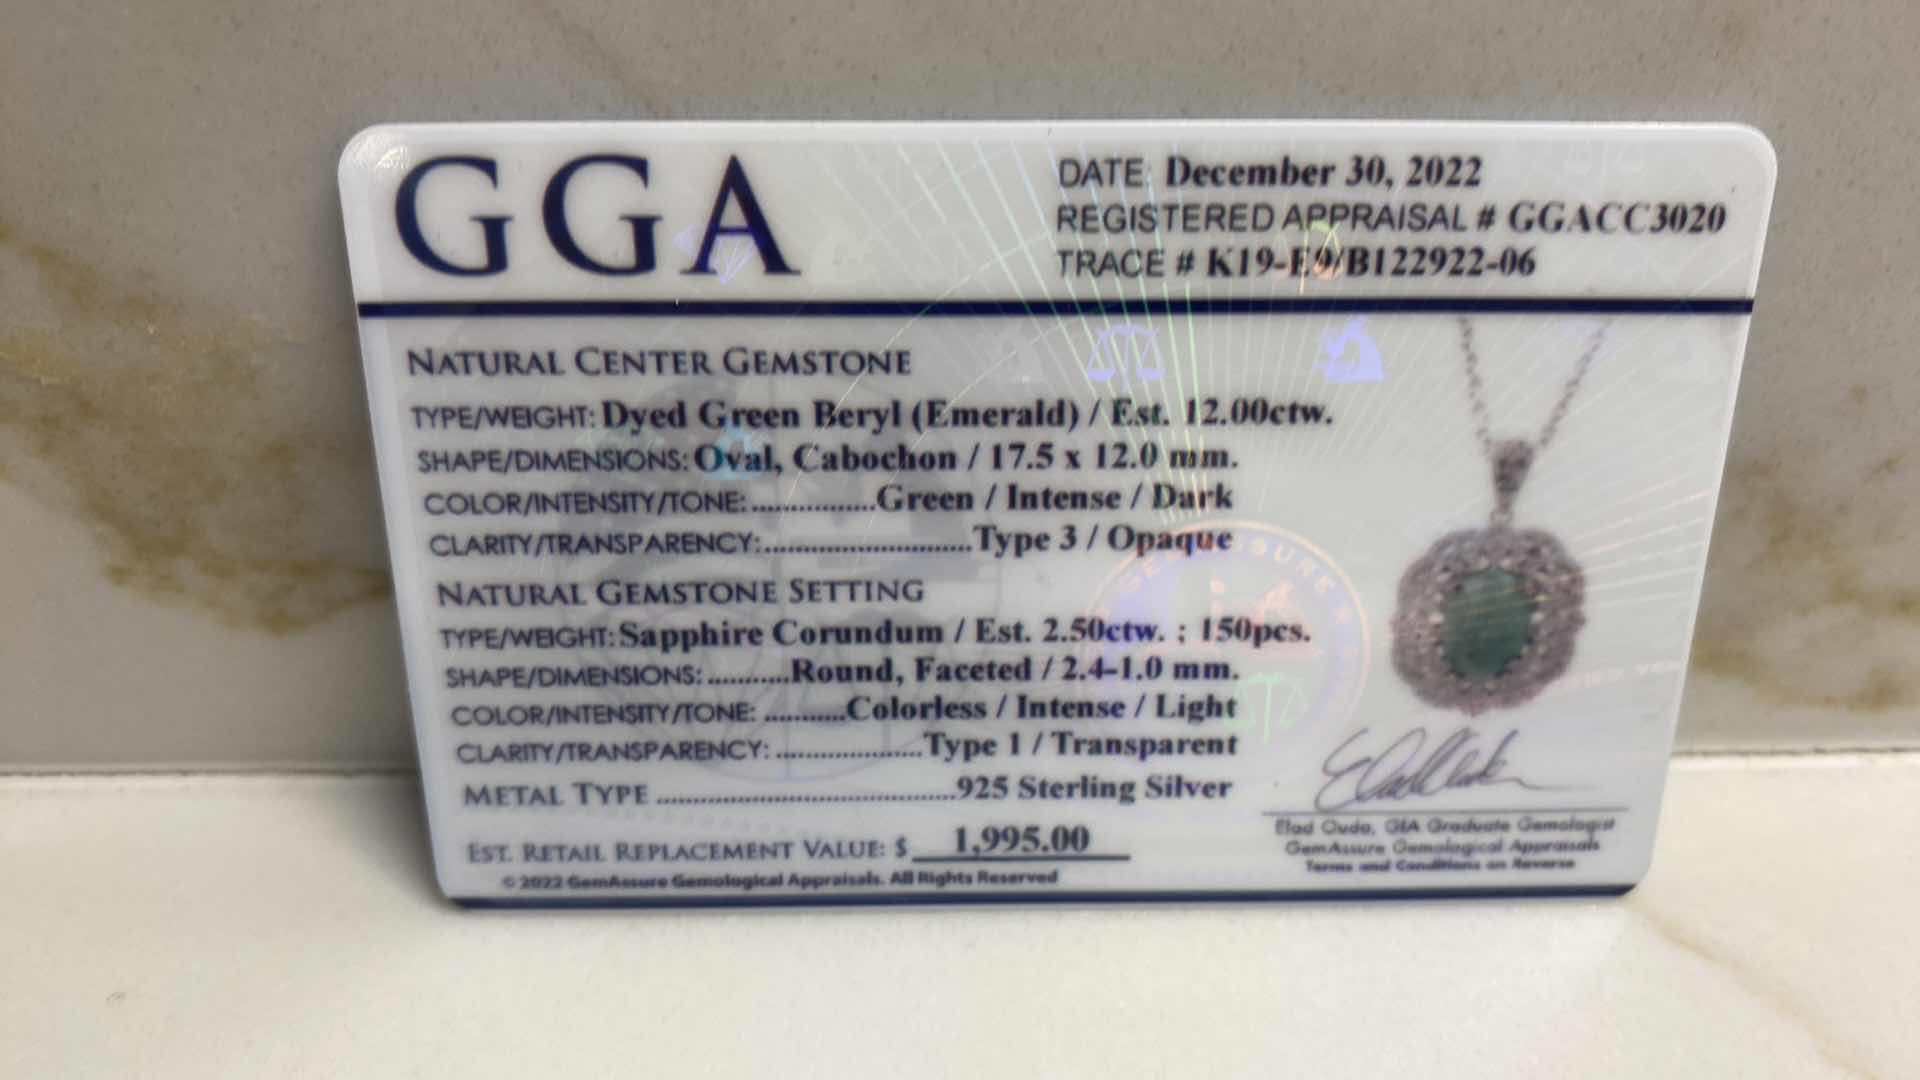 GGA
DATE: December 30, 2022
REGISTERED APPRAISAL # GGACC3020
TRACE # K19-E9/B122922-06
NATURAL CENTER GEMSTONE
TYPE/WEIGHT: Dyed Green Beryl (Emerald) / Est. 12.00ctw.
SHAPE/DIMENSIONS: Oval, Cabochon / 17.5 x 12.0 mm.
COLOR/INTENSITY/TONE:...............Green / Intense / Dark
CLARITY/TRANSPARENCY:.........................Type 3 / Opaque
NATURAL GEMSTONE SETTING
TYPE/WEIGHT: Sapphire Corundum / Est. 2.50ctw. ; 150pcs.
SHAPE/DIMENSIONS: ...........Round, Faceted / 2.4-1.0 mm.
COLOR/INTENSITY/TONE: ...........Colorless / Intense / Light
CLARITY/TRANSPARENCY: ...................Type 1 / Transparent
METAL TYPE .....................................925 Sterling Silver
EST. RETAIL REPLACEMENT VALUE: $ 1,995.00
© 2022 GemAssure Gemological Appraisals. All Rights Reserved
Elad Ouda, GIA Graduate Gemologist
GemAssure Gemological Appraisals
Terms and Conditions on Reverse